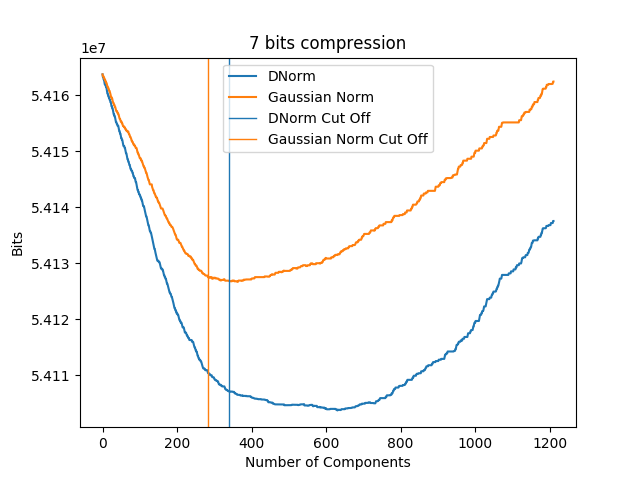 7 bits compression
1e7
DNorm
Gaussian Norm
DNorm Cut Off
Gaussian Norm Cut Off
5.416
5.415
5.414
5.413
5.412
5.411
Bits
0 200 400 600 800 1000 1200
Number of Components